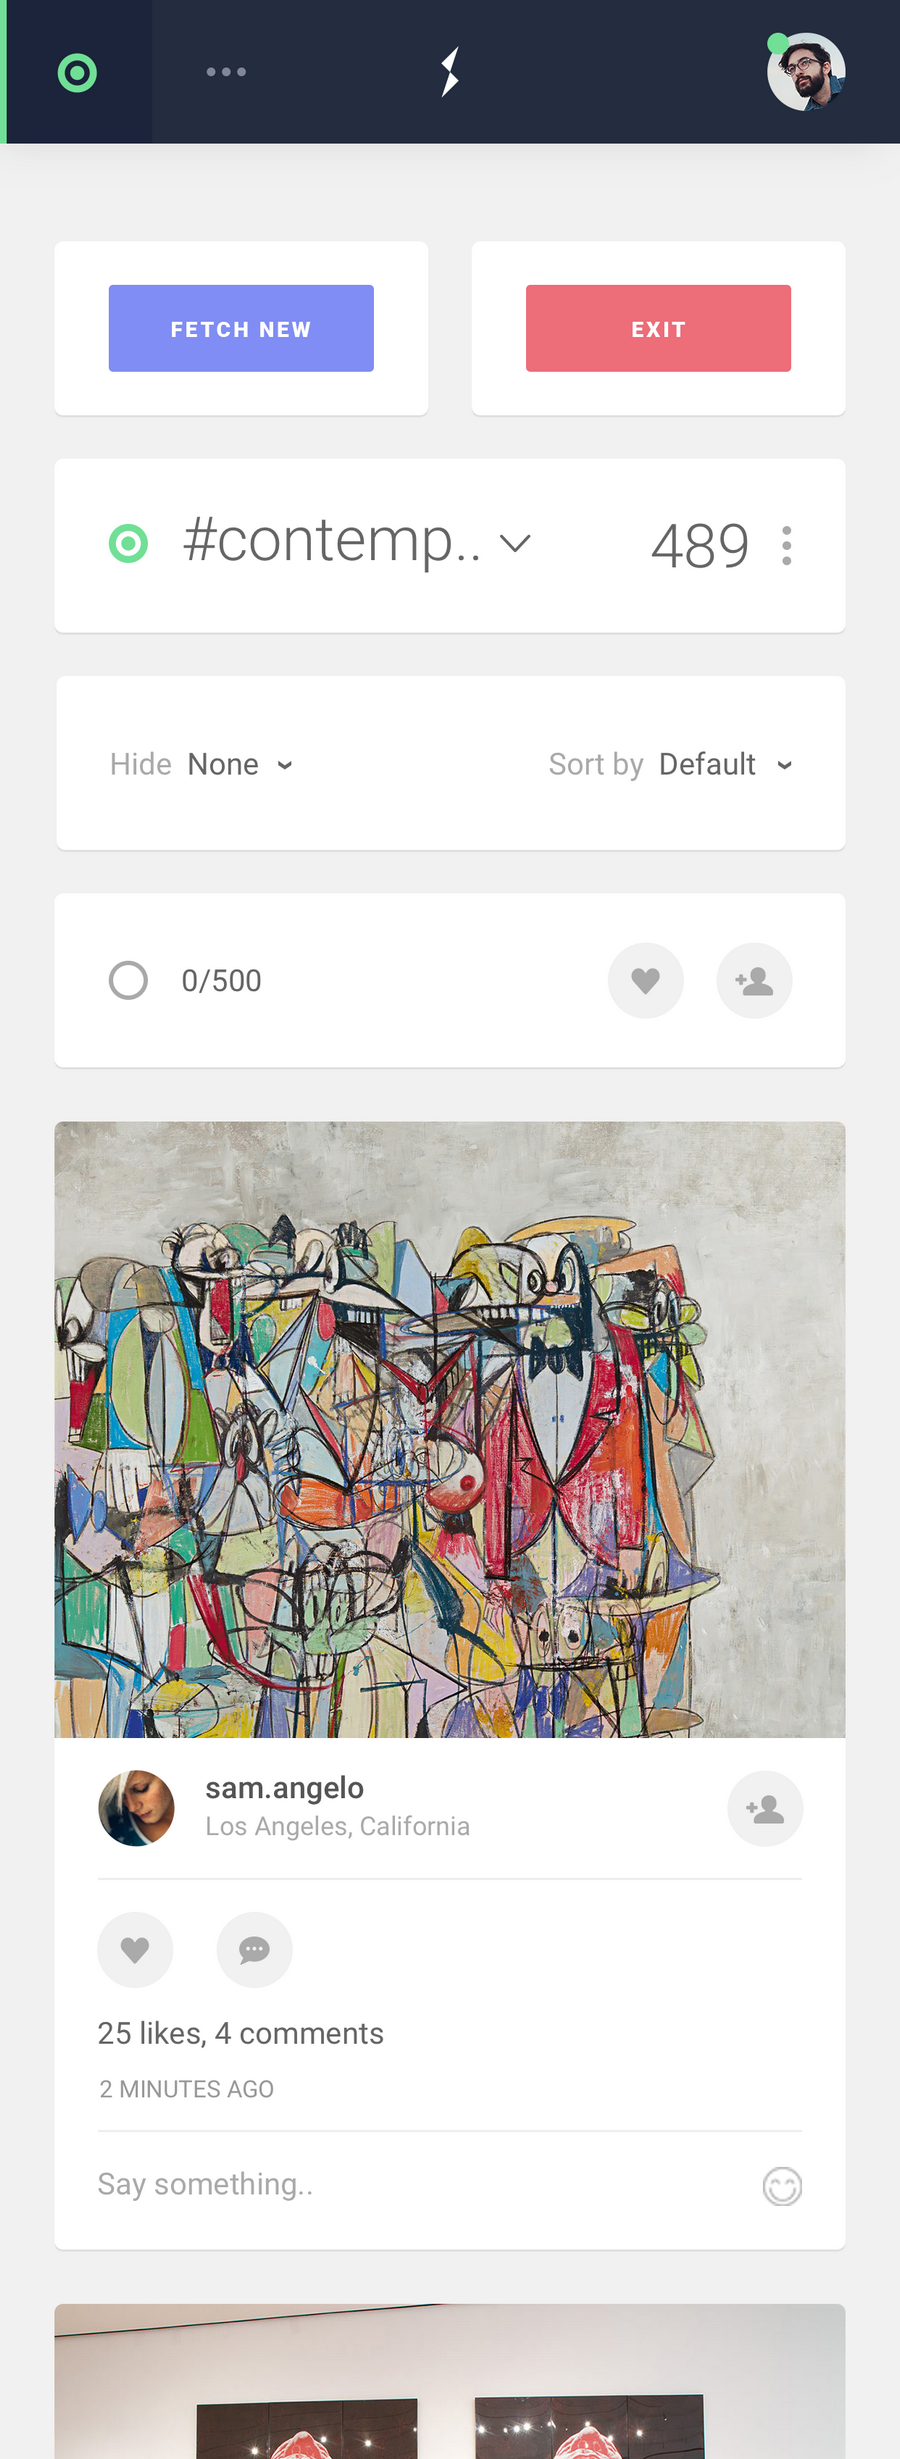 FETCH NEW
EXIT
#contemp..
489
Hide None
Sort by Default
0/500
sam.angelo
Los Angeles, California
25 likes, 4 comments
2 MINUTES AGO
Say something..